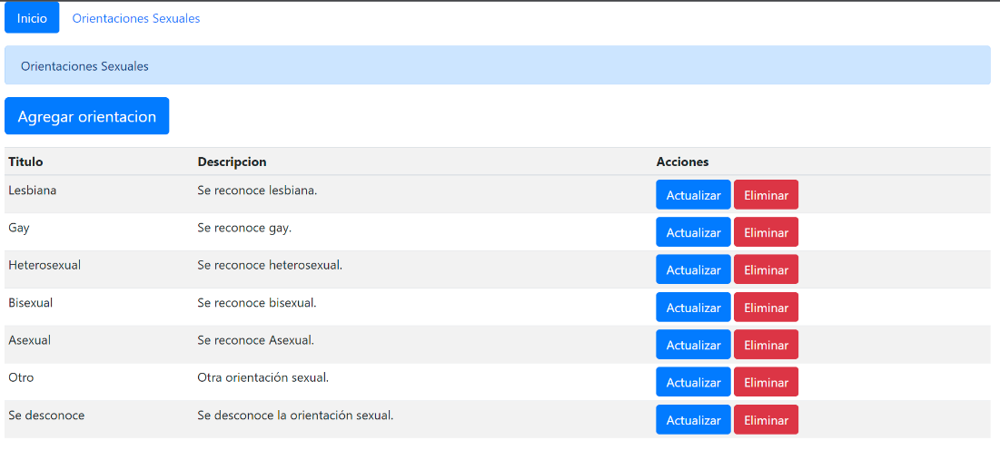 Inicio Orientaciones Sexuales
Orientaciones Sexuales
Agregar orientacion
Titulo Descripcion Acciones
Lesbiana Se reconoce lesbiana. Actualizar Eliminar
Gay Se reconoce gay. Actualizar Eliminar
Heterosexual Se reconoce heterosexual. Actualizar Eliminar
Bisexual Se reconoce bisexual. Actualizar Eliminar
Asexual Se reconoce Asexual. Actualizar Eliminar
Otro Otra orientación sexual. Actualizar Eliminar
Se desconoce Se desconoce la orientación sexual. Actualizar Eliminar